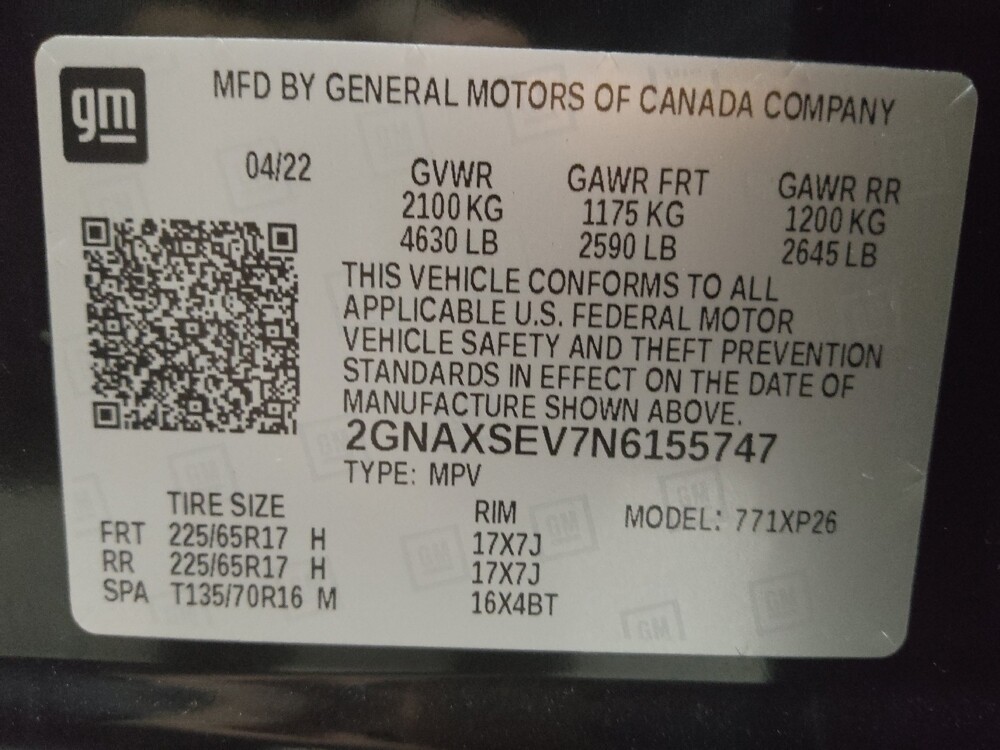 gm
MFD BY GENERAL MOTORS OF CANADA COMPANY
04/22 GVWR GAWR FRT GAWR RR
2100 KG 1175 KG 1200 KG
4630 LB 2590 LB 2645 LB
THIS VEHICLE CONFORMS TO ALL
APPLICABLE U.S. FEDERAL MOTOR
VEHICLE SAFETY AND THEFT PREVENTION
STANDARDS IN EFFECT ON THE DATE OF
MANUFACTURE SHOWN ABOVE.
2GNAXSEV7N6155747
TYPE: MPV
TIRE SIZE RIM MODEL: 771XP26
FRT 225/65R17 H 17X7J
RR 225/65R17 H 17X7J
SPA T135/70R16 M 16X4BT